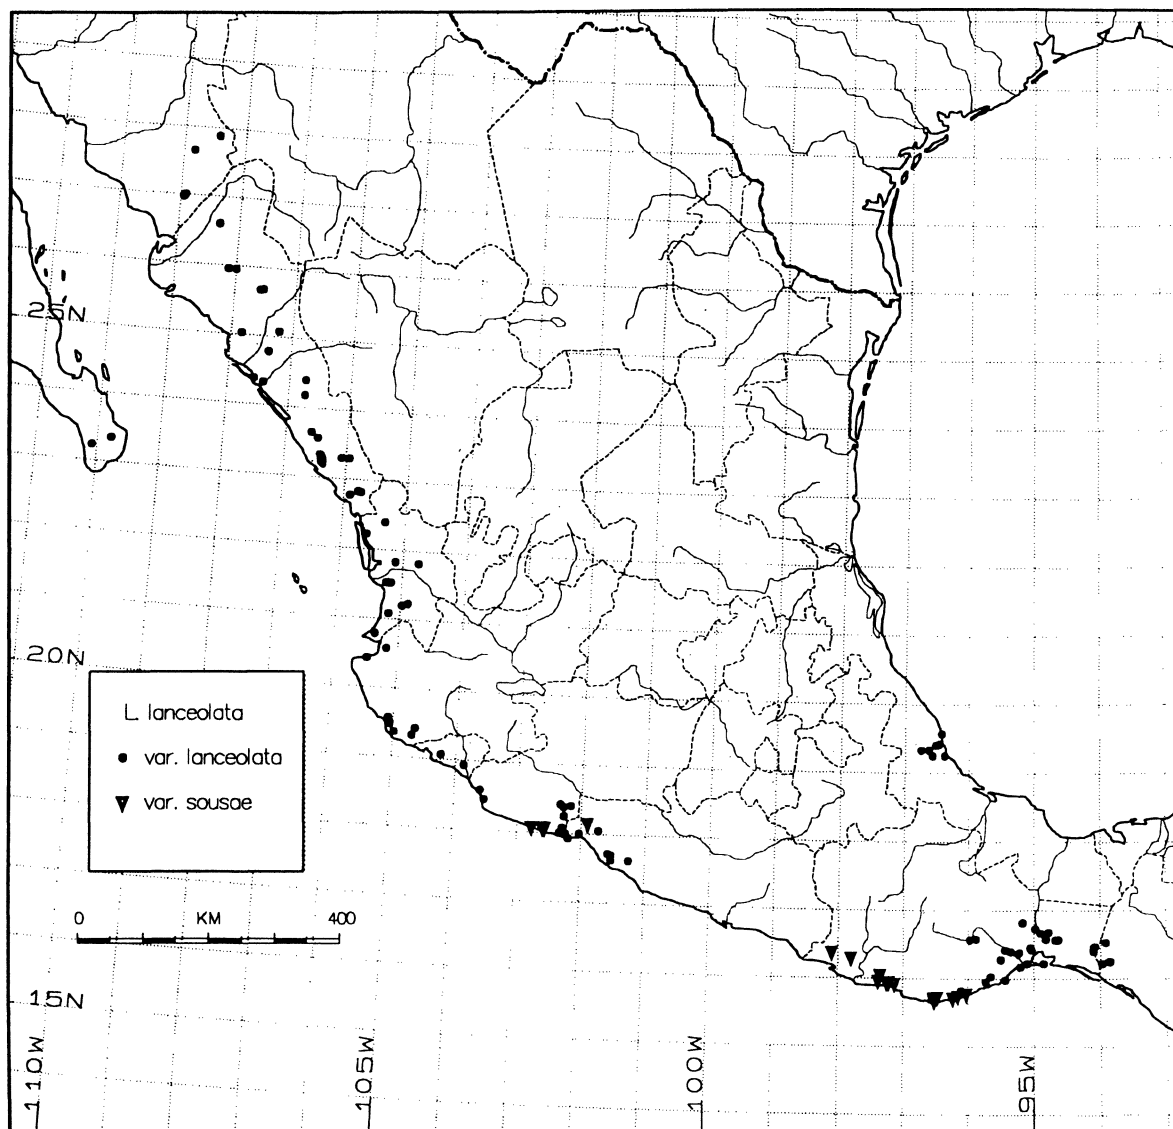 25N
20N
L. lanceolata
var. lanceolata
var. sousae
0 KM 400
15N
110W
105W
100W
95W